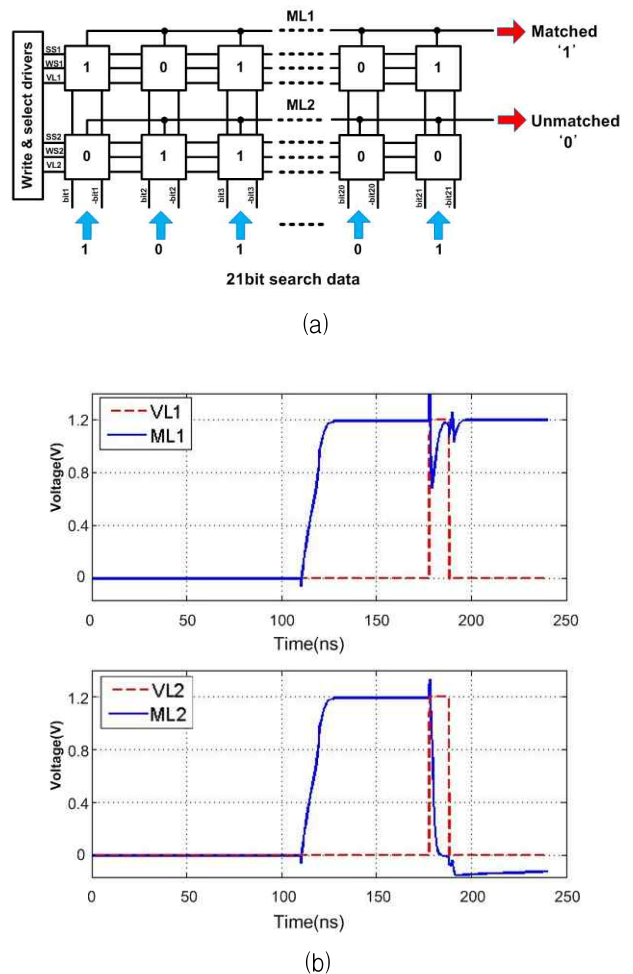 ML1
Matched
'1'
SS1
WS1
VL1
1 0 1 0 1
Write & select drivers
ML2
Unmatched
'0'
SS2
WS2
VL2
0 1 1 0 0
bit1 -bit1 bit2 -bit2 bit3 -bit3 bit20 -bit20 bit21 -bit21
1 0 1 0 1
21bit search data
(a)
VL1
ML1
Voltage(V)
1.2
0.8
0.4
0
0 50 100 150 200 250
Time(ns)
VL2
ML2
Voltage(V)
1.2
0.8
0.4
0
0 50 100 150 200 250
Time(ns)
(b)